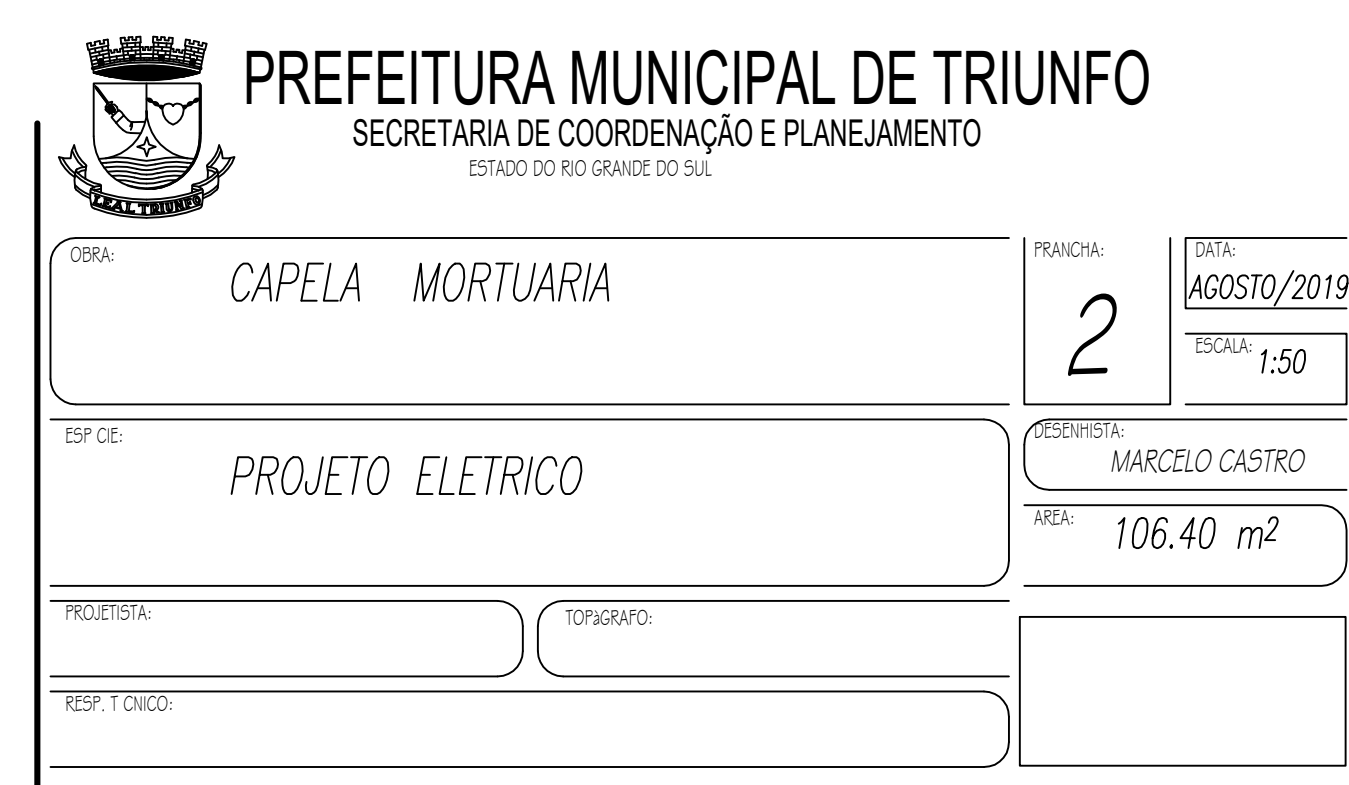 PREFEITURA MUNICIPAL DE TRIUNFO
SECRETARIA DE COORDENAÇÃO E PLANEJAMENTO
ESTADO DO RIO GRANDE DO SUL
LEAL TRIUNFO
OBRA:
CAPELA MORTUARIA
PRANCHA:
2
DATA:
AGOSTO/2019
ESCALA: 1:50
ESP CIE:
PROJETO ELETRICO
DESENHISTA:
MARCELO CASTRO
AREA:
106.40 m²
PROJETISTA:
TOPàGRAFO:
RESP. T CNICO: